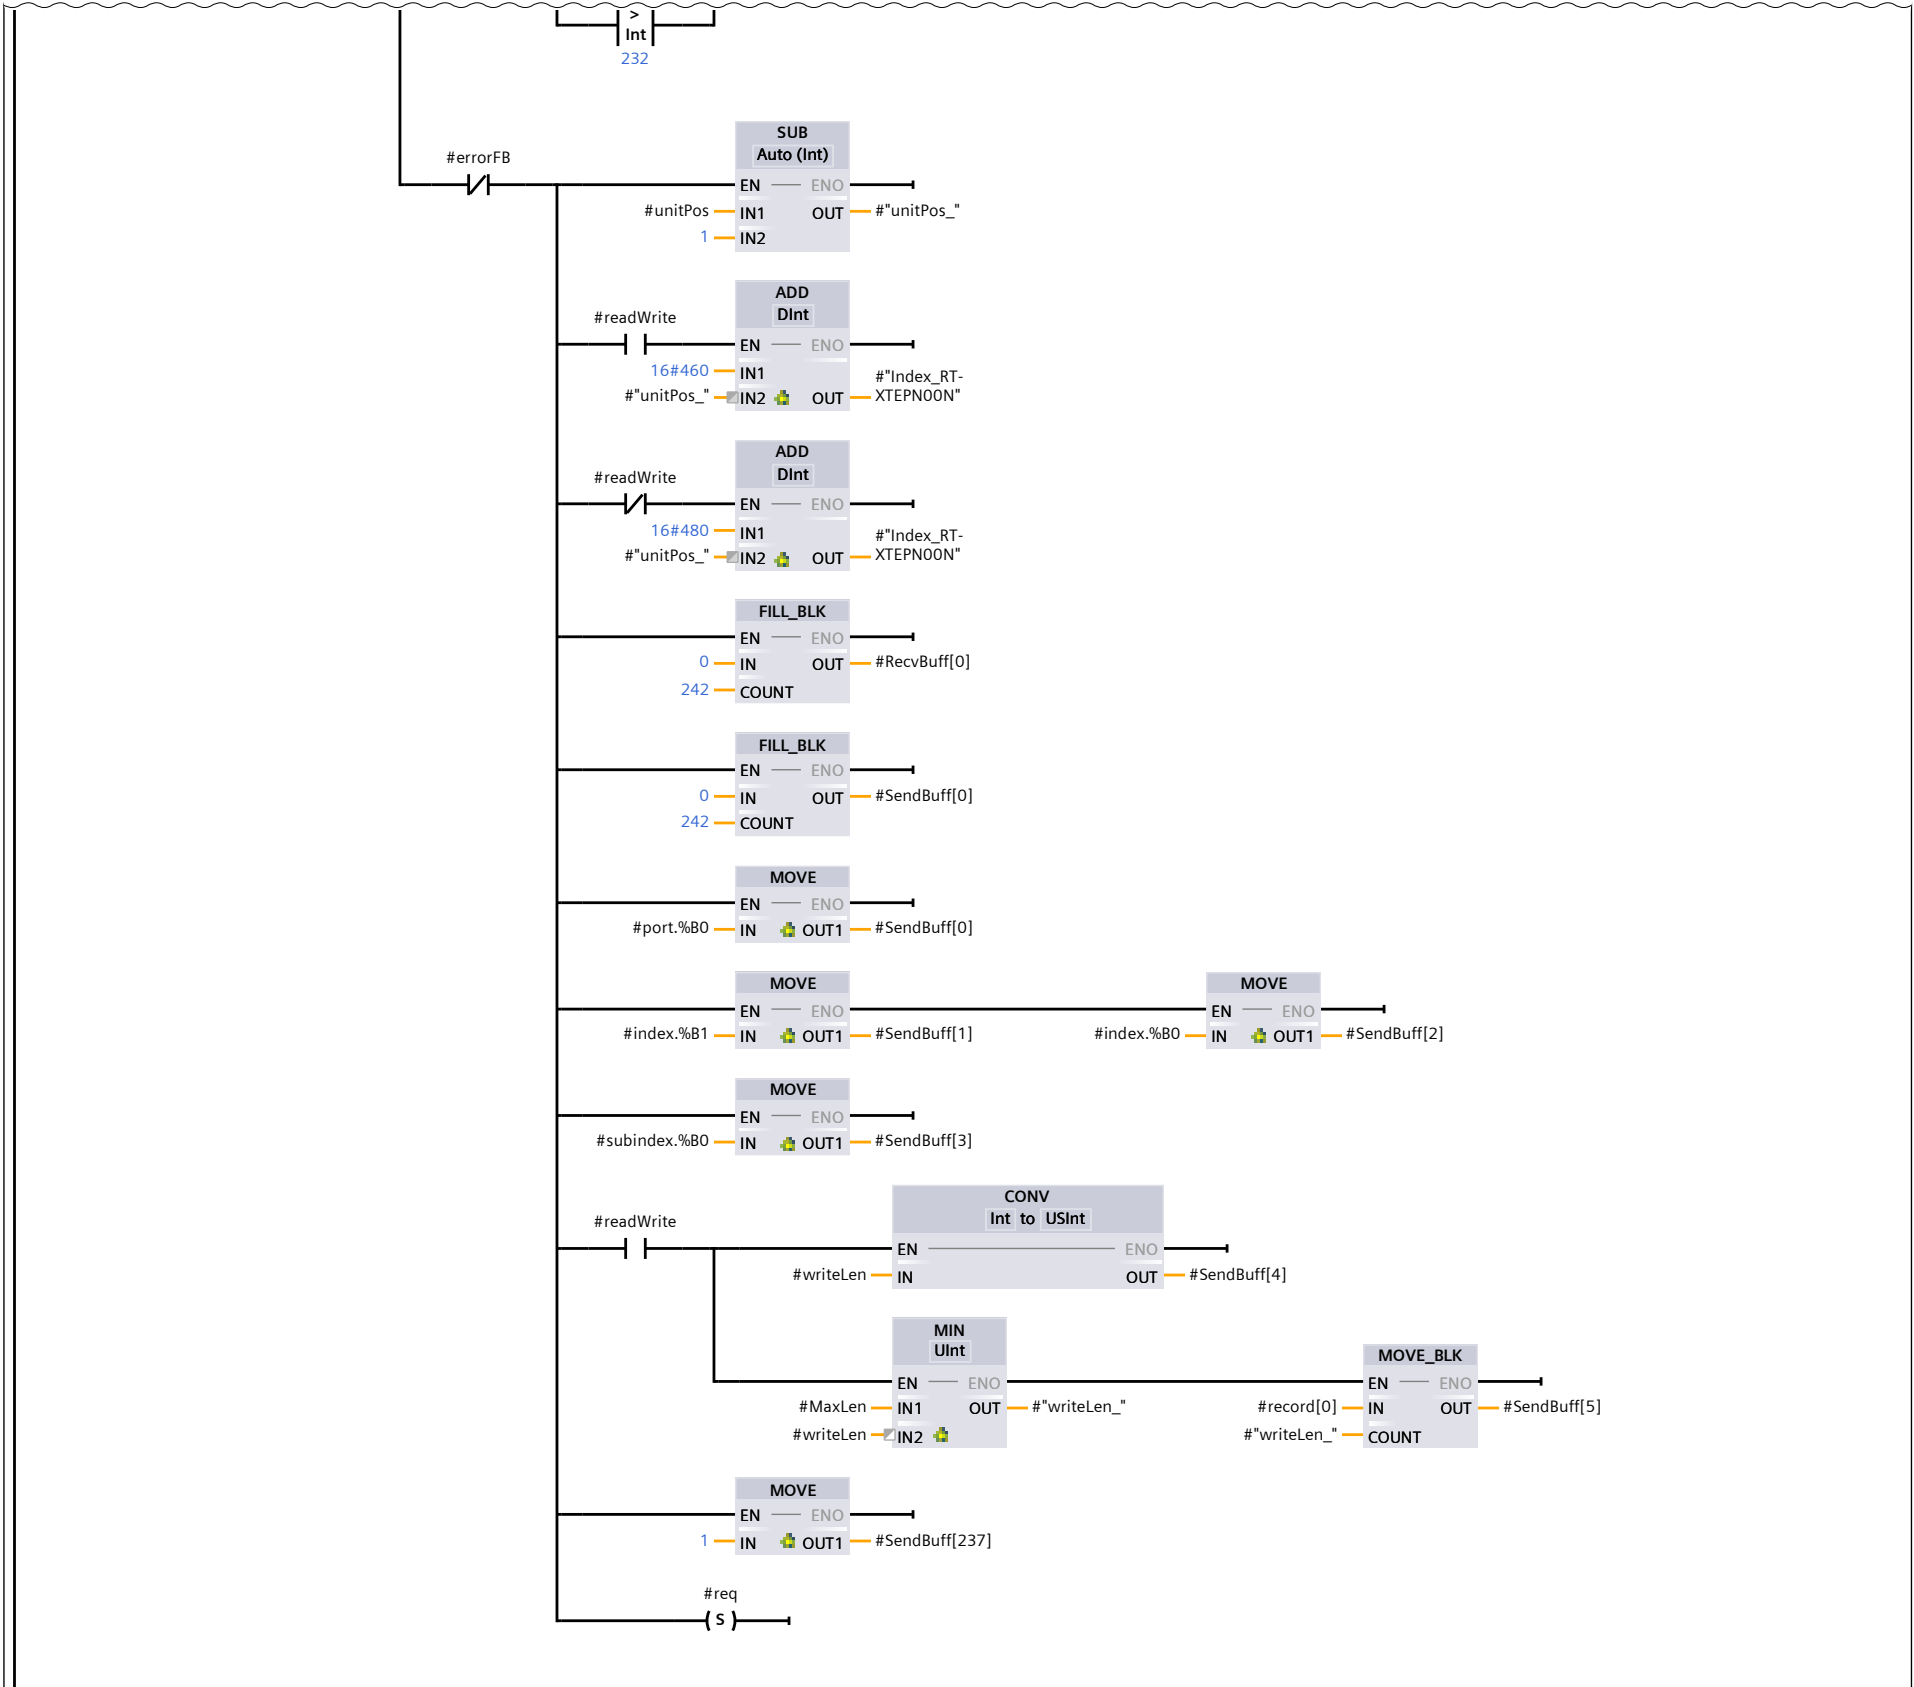 >
Int
232
#errorFB
SUB
Auto (Int)
EN ENO
#unitPos IN1 OUT #"unitPos_"
1 IN2
#readWrite
ADD
DInt
EN ENO
16#460 IN1
#"unitPos_" IN2 OUT #"Index_RT-
XTEPN00N"
#readWrite
ADD
DInt
EN ENO
16#480 IN1
#"unitPos_" IN2 OUT #"Index_RT-
XTEPN00N"
FILL_BLK
EN ENO
0 IN OUT #RecvBuff[0]
242 COUNT
FILL_BLK
EN ENO
0 IN OUT #SendBuff[0]
242 COUNT
MOVE
EN ENO
#port.%B0 IN OUT1 #SendBuff[0]
MOVE
EN ENO
#index.%B1 IN OUT1 #SendBuff[1]
MOVE
EN ENO
#index.%B0 IN OUT1 #SendBuff[2]
MOVE
EN ENO
#subindex.%B0 IN OUT1 #SendBuff[3]
#readWrite
CONV
Int to USInt
EN ENO
#writeLen IN OUT #SendBuff[4]
MIN
UInt
EN ENO
#MaxLen IN1 OUT #"writeLen_"
#writeLen IN2
MOVE_BLK
EN ENO
#record[0] IN OUT #SendBuff[5]
#"writeLen_" COUNT
MOVE
EN ENO
1 IN OUT1 #SendBuff[237]
#req
S